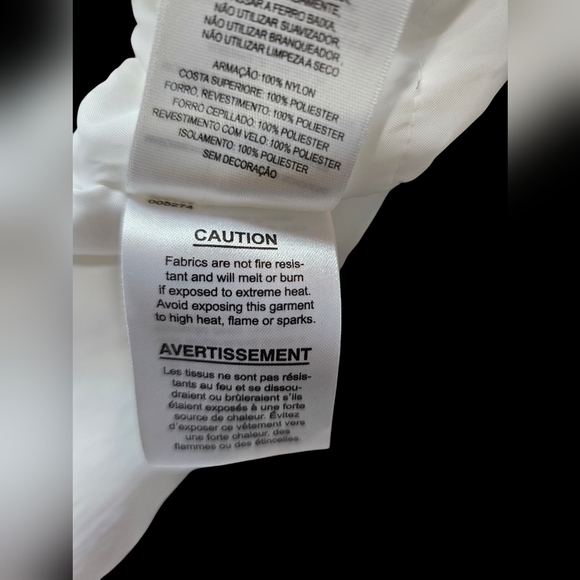 SAR A FERRO BAIXA.
NÃO UTILIZAR SUAVIZADOR,
NÃO UTILIZAR BRANQUEADOR,
NÃO UTILIZAR LIMPEZA A SECO
ARMAÇÃO: 100% NYLON
COSTA SUPERIORE: 100% POLIESTER
FORRO, REVESTIMENTO: 100% POLIESTER
FORRO CEPILLADO: 100% POLIESTER
REVESTIMENTO COM VELO: 100% POLIESTER
ISOLAMENTO: 100% POLIESTER
SEM DECORAÇÃO
005274
CAUTION
Fabrics are not fire resis-
tant and will melt or burn
if exposed to extreme heat.
Avoid exposing this garment
to high heat, flame or sparks.
AVERTISSEMENT
Les tissus ne sont pas résis-
tants au feu et se dissou-
draient ou brûleraient s'ils
étaient exposés à une forte
source de chaleur. Évitez
d'exposer ce vêtement vers
une forte chaleur, des
flammes ou des étincelles.